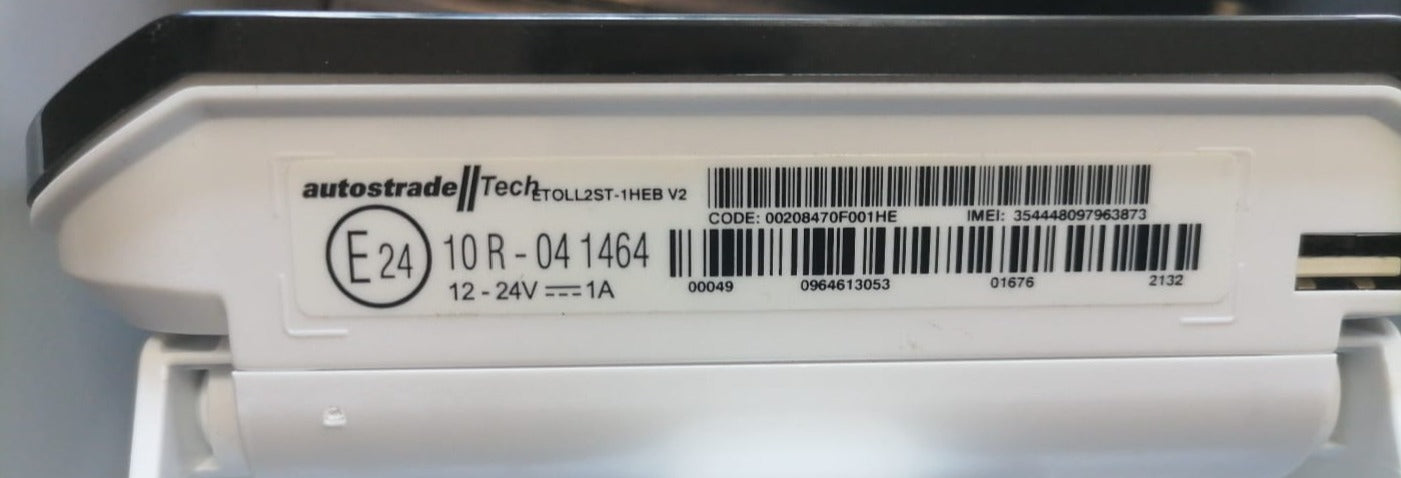 autostrade//Tech ETOLL2ST-1HEB V2
CODE: 00208470F001HE IMEI: 354448097963873
E24 10 R - 04 1464
12 - 24V ⎓ 1A
00049 0964613053 01676 2132